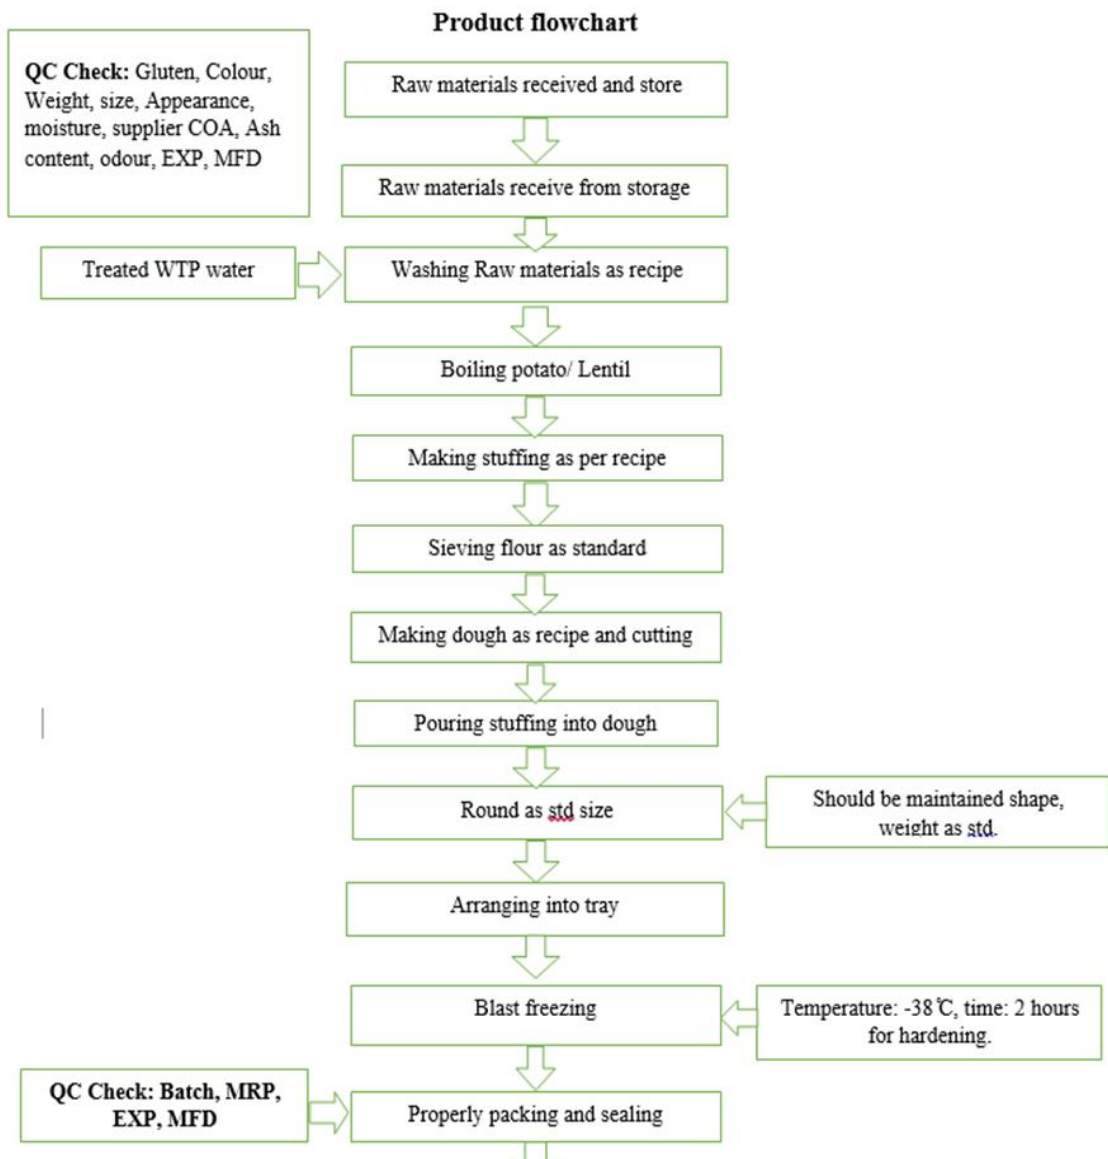 Product flowchart
QC Check: Gluten, Colour,
Weight, size, Appearance,
moisture, supplier COA, Ash
content, odour, EXP, MFD
Raw materials received and store
Raw materials receive from storage
Treated WTP water
Washing Raw materials as recipe
Boiling potato/ Lentil
Making stuffing as per recipe
Sieving flour as standard
Making dough as recipe and cutting
Pouring stuffing into dough
Round as std size
Should be maintained shape,
weight as std.
Arranging into tray
Blast freezing
Temperature: -38℃, time: 2 hours
for hardening.
QC Check: Batch, MRP,
EXP, MFD
Properly packing and sealing